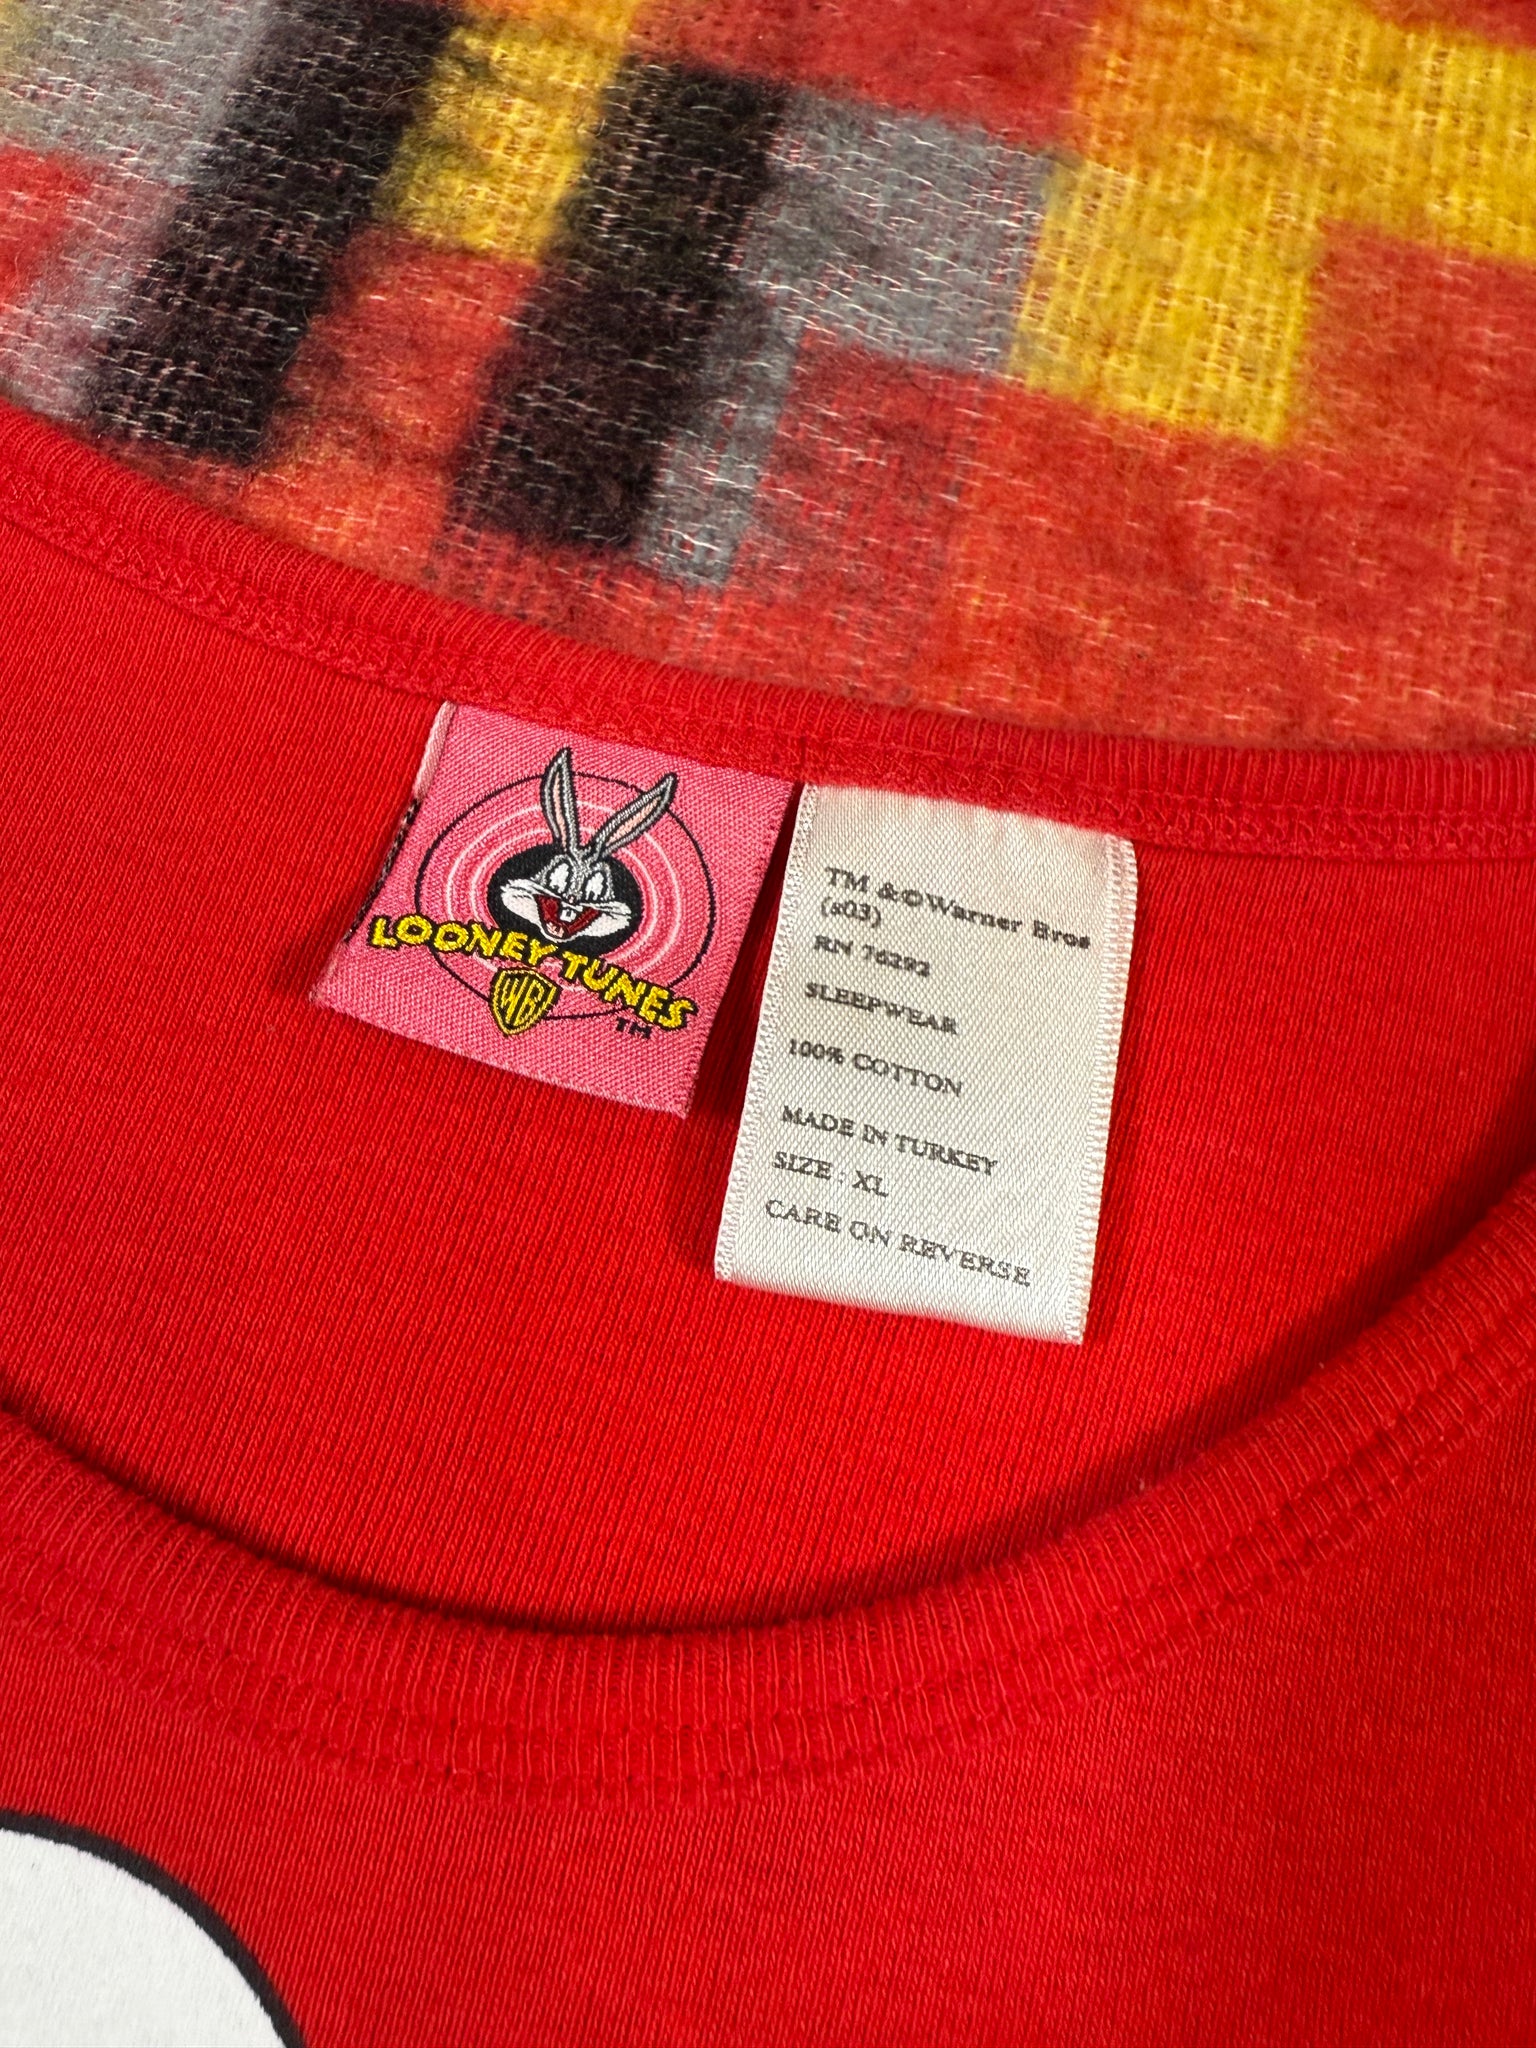 LOONEY TUNES
WB
TM
TM &©Warner Bros
(s03)
RN 76292
SLEEPWEAR
100% COTTON
MADE IN TURKEY
SIZE : XL
CARE ON REVERSE